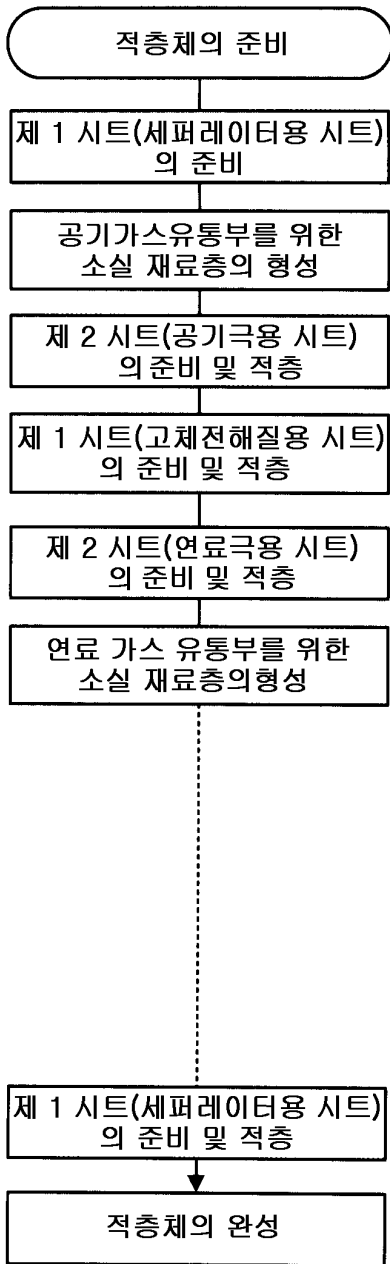 적층체의 준비
제 1 시트(세퍼레이터용 시트)
의 준비
공기가스유통부를 위한
소실 재료층의 형성
제 2 시트(공기극용 시트)
의준비 및 적층
제 1 시트(고체전해질용 시트)
의 준비 및 적층
제 2 시트(연료극용 시트)
의 준비 및 적층
연료 가스 유통부를 위한
소실 재료층의형성
제 1 시트(세퍼레이터용 시트)
의 준비 및 적층
적층체의 완성